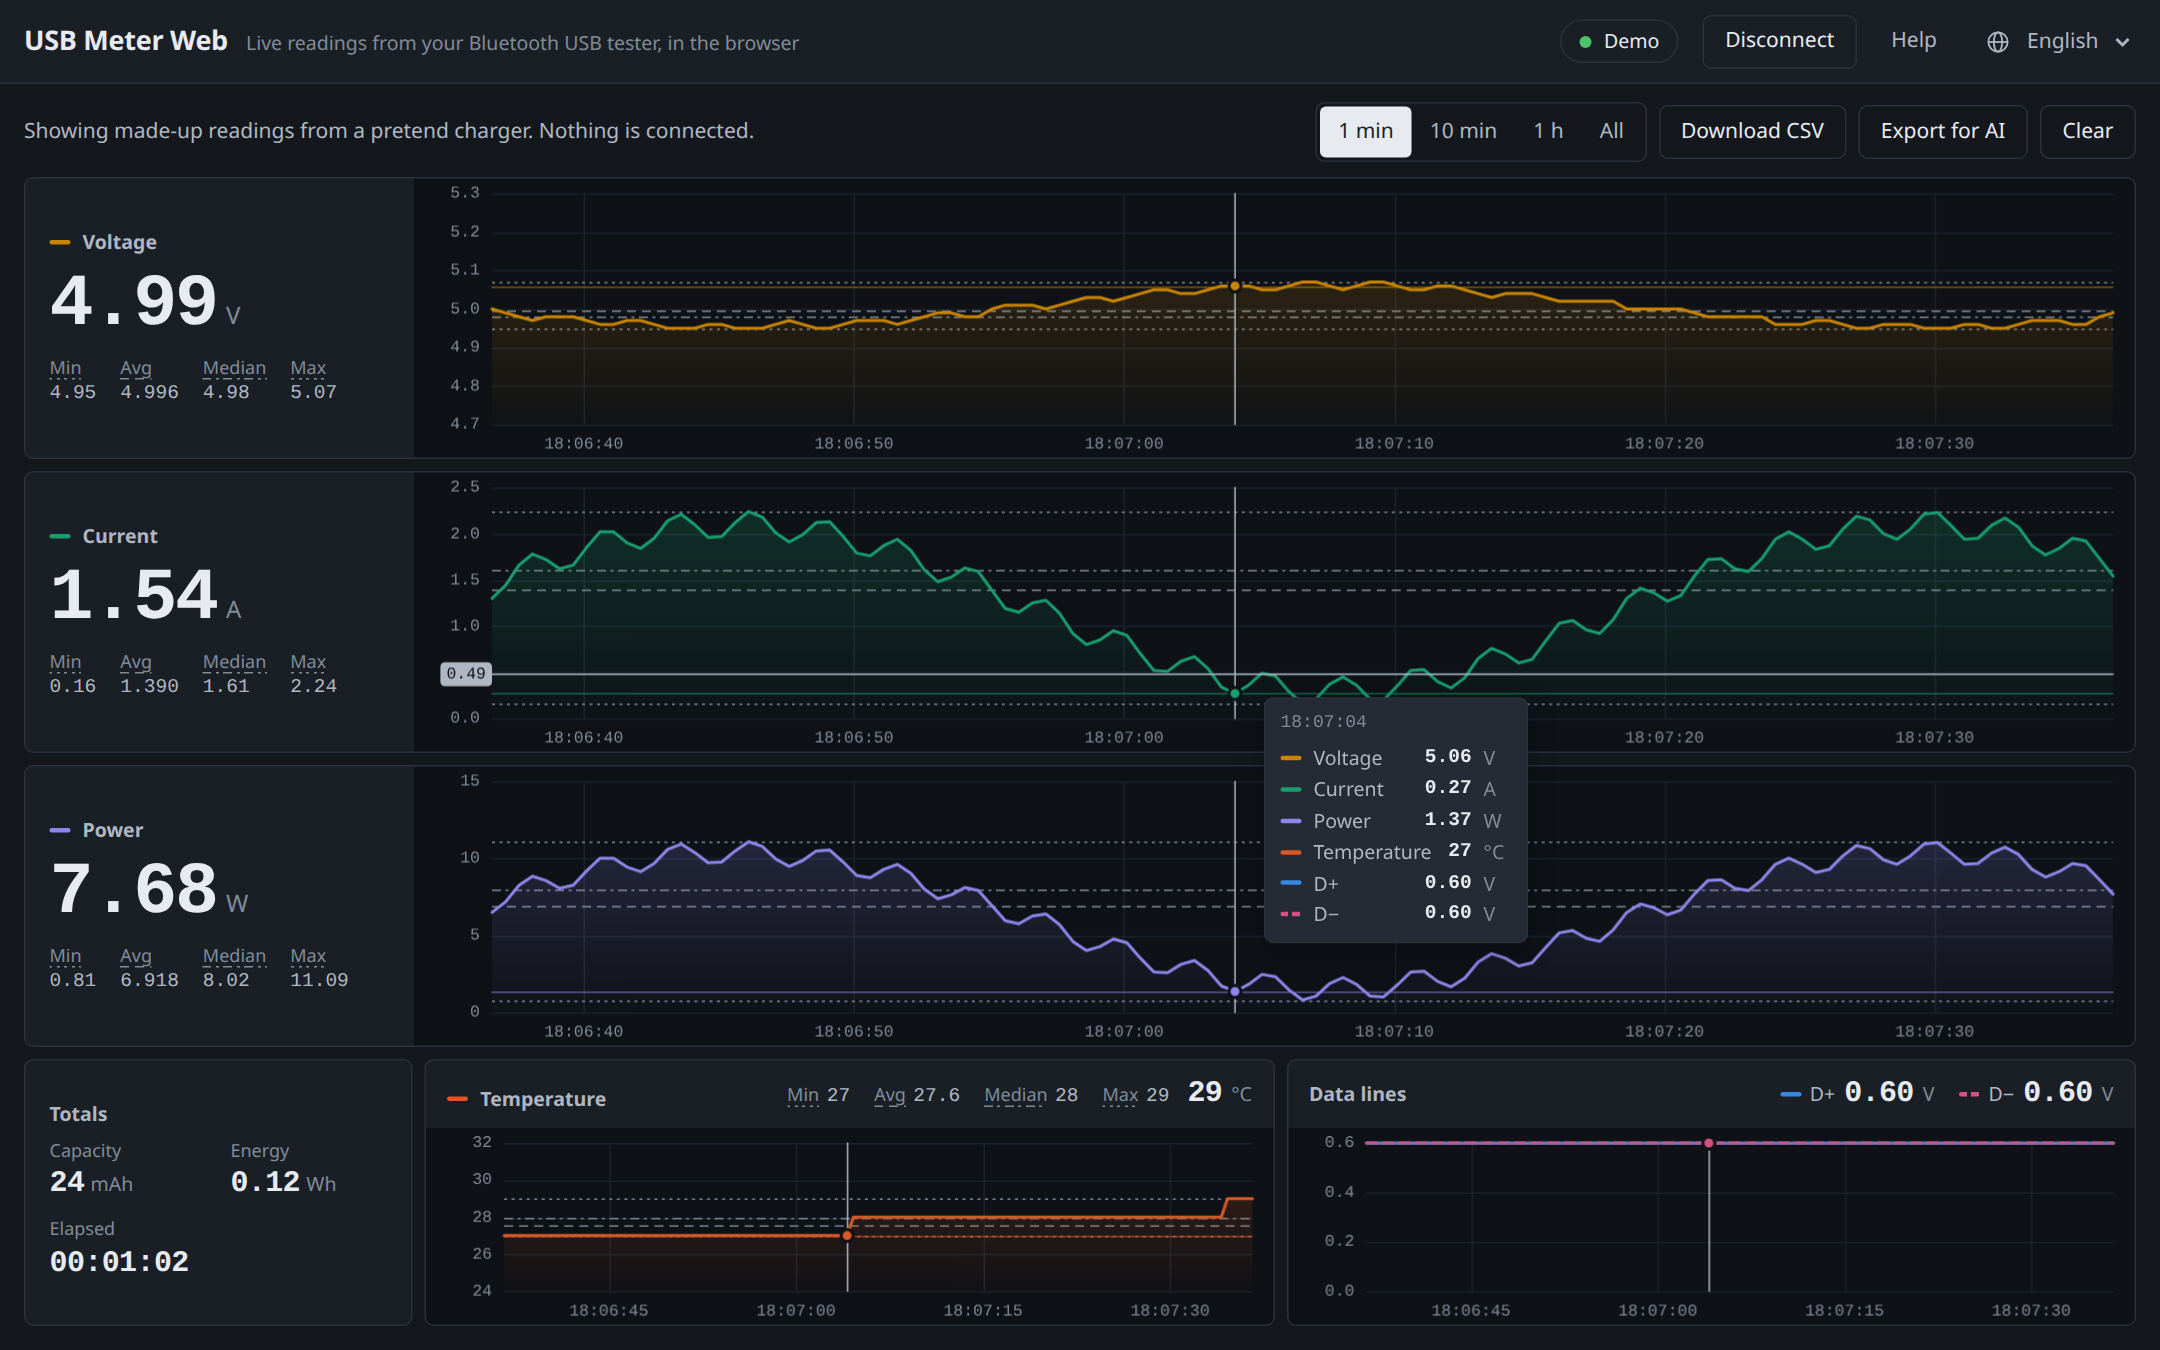 USB Meter Web Live readings from your Bluetooth USB tester, in the browser Demo Disconnect Help English
Showing made-up readings from a pretend charger. Nothing is connected. 1 min 10 min 1 h All Download CSV Export for AI Clear
Voltage
4.99 V
Min Avg Median Max
4.95 4.996 4.98 5.07
5.3
5.2
5.1
5.0
4.9
4.8
4.7
18:06:40 18:06:50 18:07:00 18:07:10 18:07:20 18:07:30
Current
1.54 A
Min Avg Median Max
0.16 1.390 1.61 2.24
2.5
2.0
1.5
1.0
0.49
0.0
18:06:40 18:06:50 18:07:00 18:07:20 18:07:30
18:07:04
Voltage 5.06 V
Current 0.27 A
Power 1.37 W
Temperature 27 °C
D+ 0.60 V
D− 0.60 V
Power
7.68 W
Min Avg Median Max
0.81 6.918 8.02 11.09
15
10
5
0
18:06:40 18:06:50 18:07:00 18:07:10 18:07:20 18:07:30
Totals
Capacity Energy
24 mAh 0.12 Wh
Elapsed
00:01:02
Temperature Min 27 Avg 27.6 Median 28 Max 29 29 °C
32
30
28
26
24
18:06:45 18:07:00 18:07:15 18:07:30
Data lines D+ 0.60 V D− 0.60 V
0.6
0.4
0.2
0.0
18:06:45 18:07:00 18:07:15 18:07:30